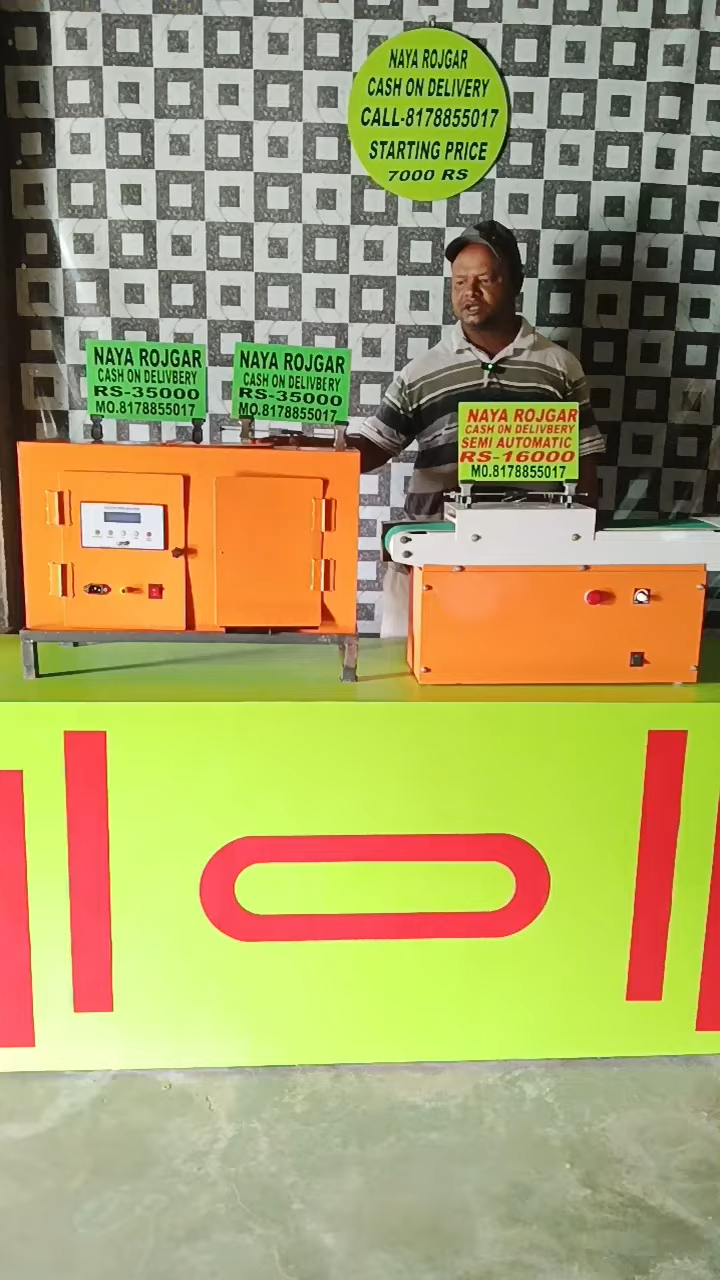 NAYA ROJGAR
CASH ON DELIVERY
CALL-8178855017
STARTING PRICE
7000 RS
NAYA ROJGAR
CASH ON DELIVBERY
RS-35000
MO.8178855017
NAYA ROJGAR
CASH ON DELIVBERY
RS-35000
MO.8178855017
NAYA ROJGAR
CASH ON DELIVBERY
SEMI AUTOMATIC
RS-16000
MO.8178855017